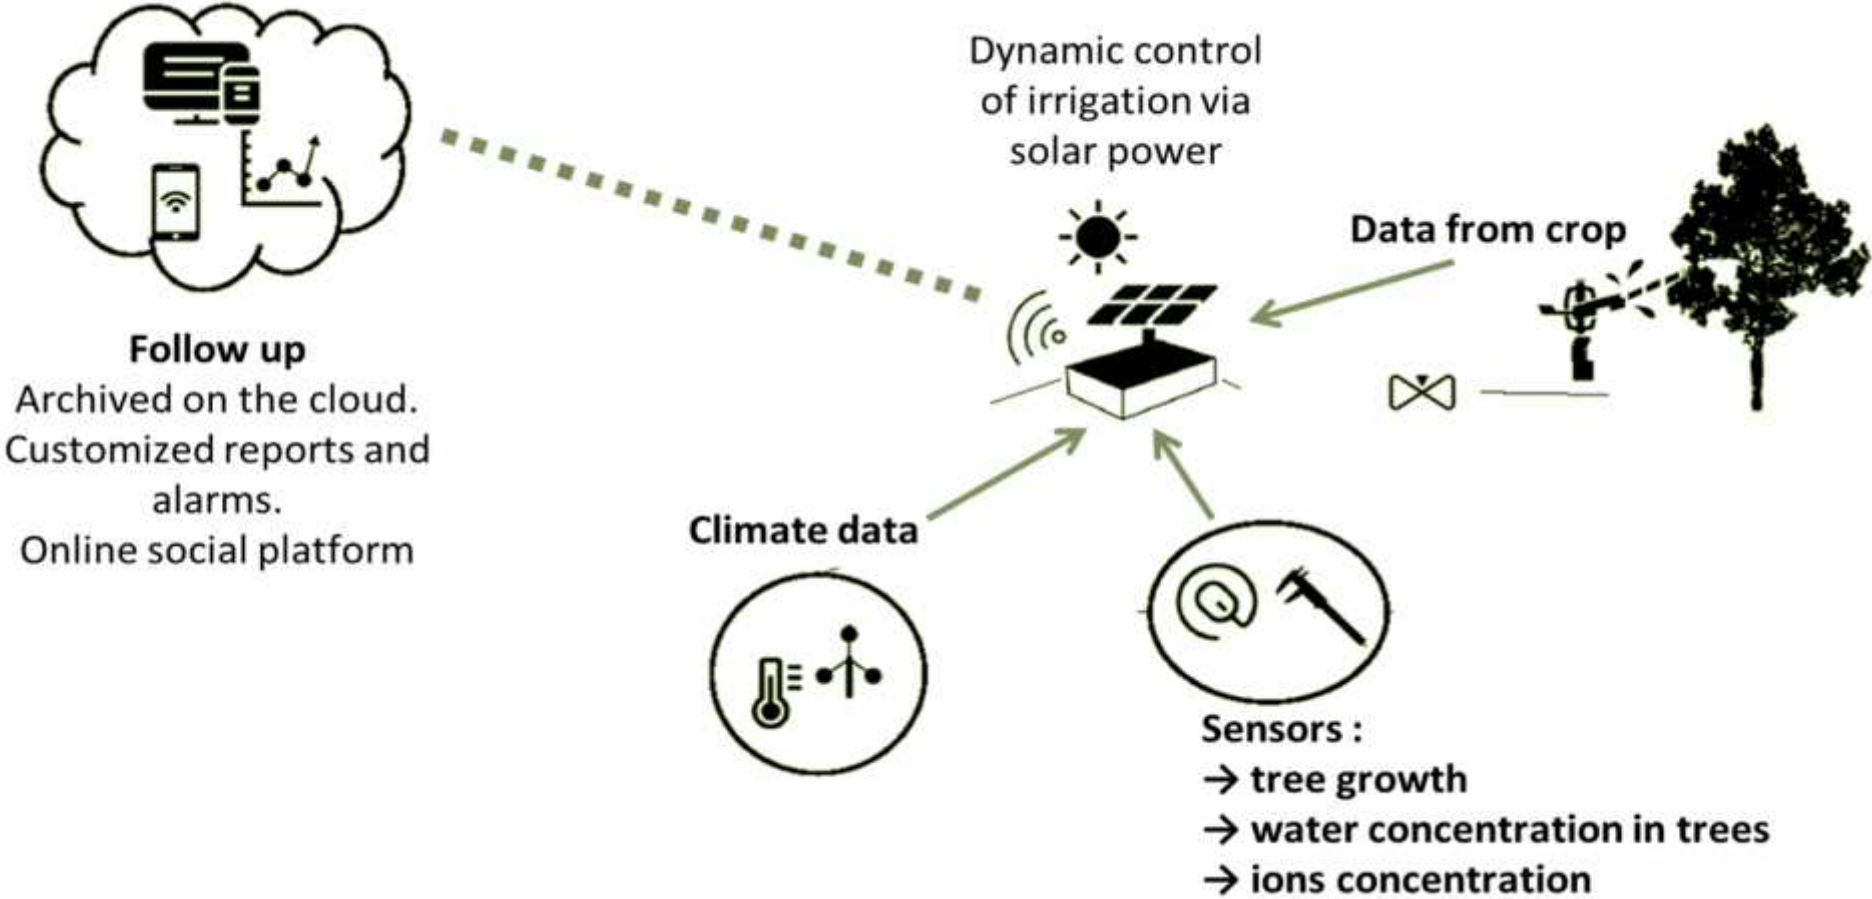 Dynamic control
of irrigation via
solar power
Data from crop
Follow up
Archived on the cloud.
Customized reports and
alarms.
Online social platform
Climate data
Sensors :
→ tree growth
→ water concentration in trees
→ ions concentration